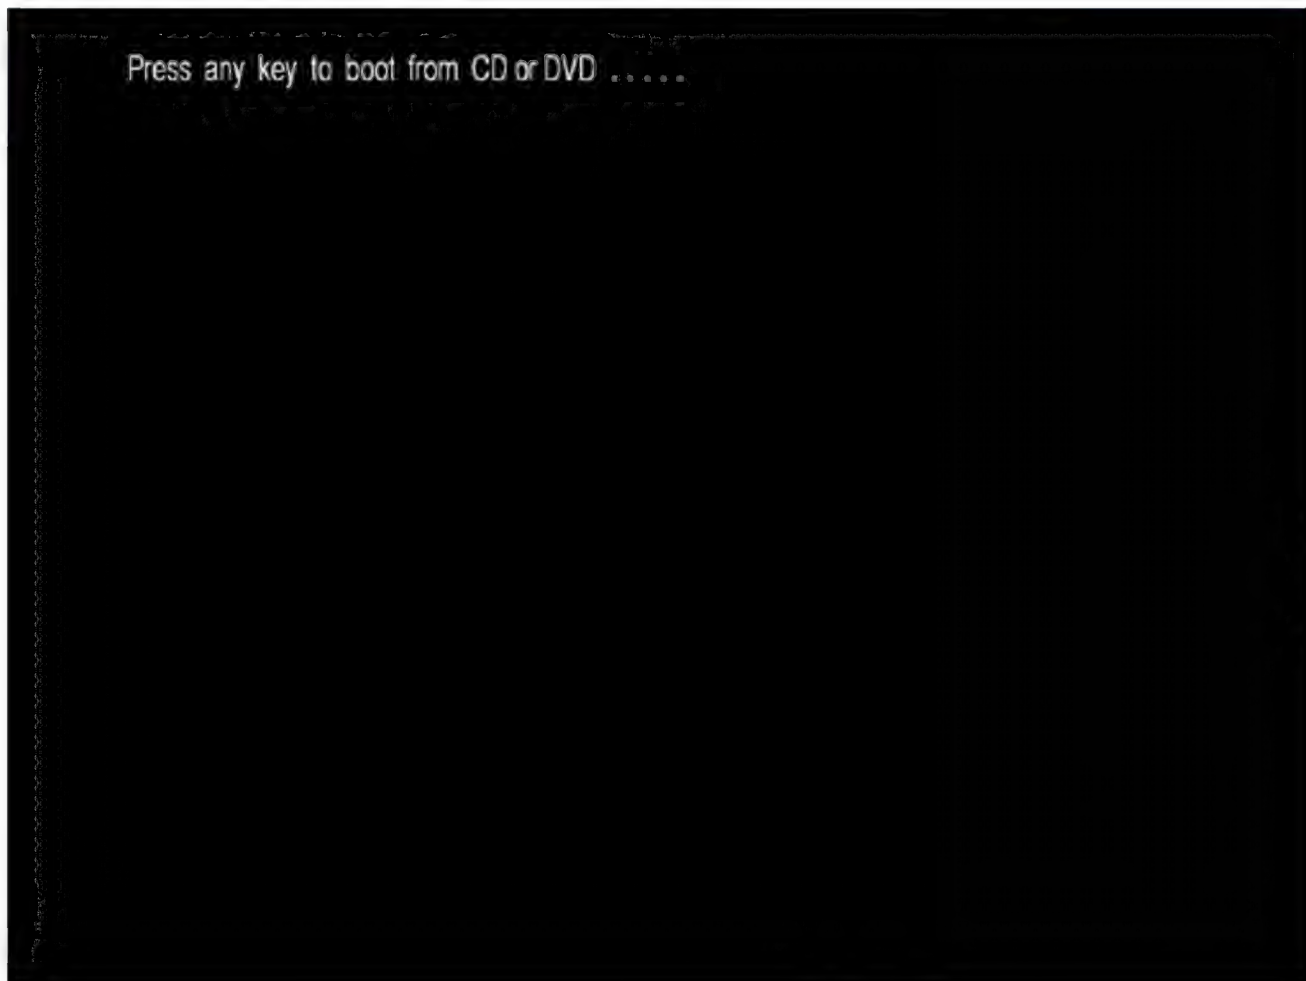 Press any key to boot from CD or DVD .....